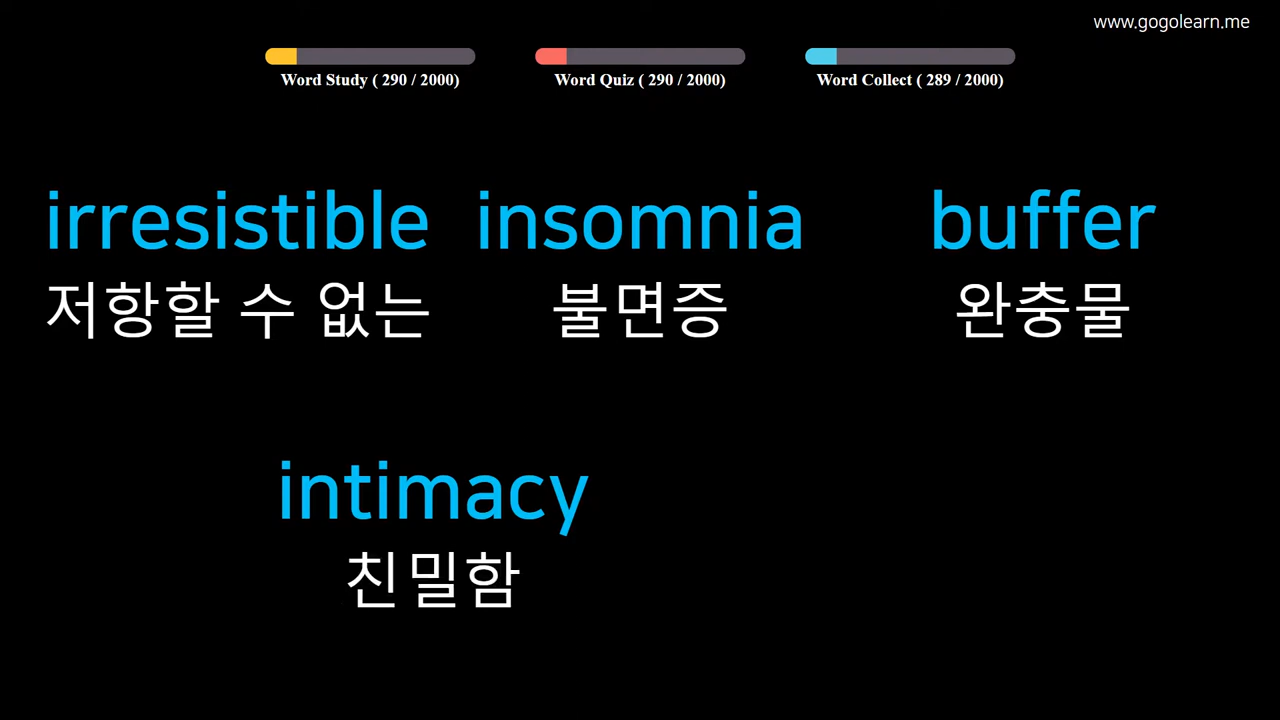 www.gogolearn.me
Word Study ( 290 / 2000) Word Quiz ( 290 / 2000) Word Collect ( 289 / 2000)
irresistible insomnia buffer
저항할 수 없는 불면증 완충물
intimacy
친밀함